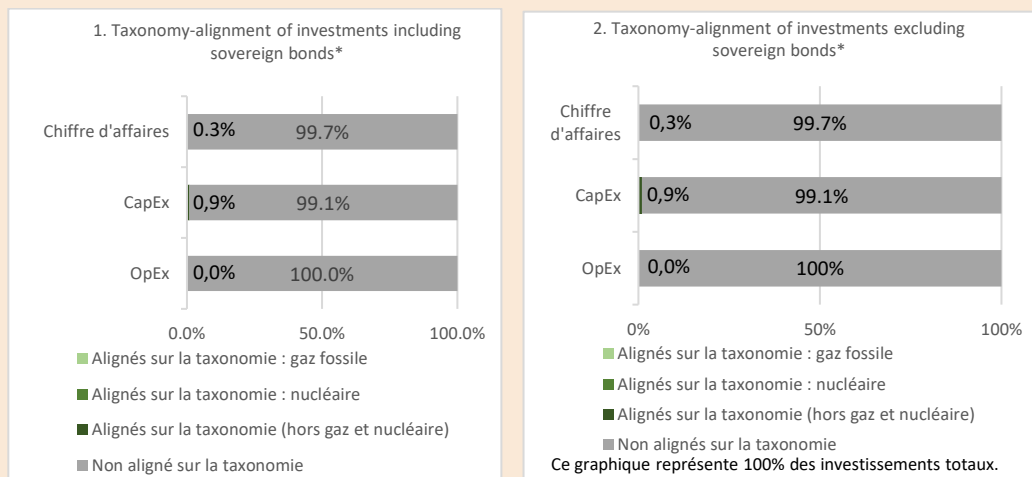 1. Taxonomy-alignment of investments including
sovereign bonds*
Chiffre d'affaires
0.3%
99.7%
CapEx
0,9%
99.1%
OpEx
0,0%
100.0%
0.0%
50.0%
100.0%
Alignés sur la taxonomie : gaz fossile
Alignés sur la taxonomie : nucléaire
Alignés sur la taxonomie (hors gaz et nucléaire)
Non aligné sur la taxonomie
2. Taxonomy-alignment of investments excluding
sovereign bonds*
Chiffre
d'affaires
0,3%
99.7%
CapEx
0,9%
99.1%
OpEx
0,0%
100%
0%
50%
100%
Alignés sur la taxonomie : gaz fossile
Alignés sur la taxonomie : nucléaire
Alignés sur la taxonomie (hors gaz et nucléaire)
Non alignés sur la taxonomie
Ce graphique représente 100% des investissements totaux.